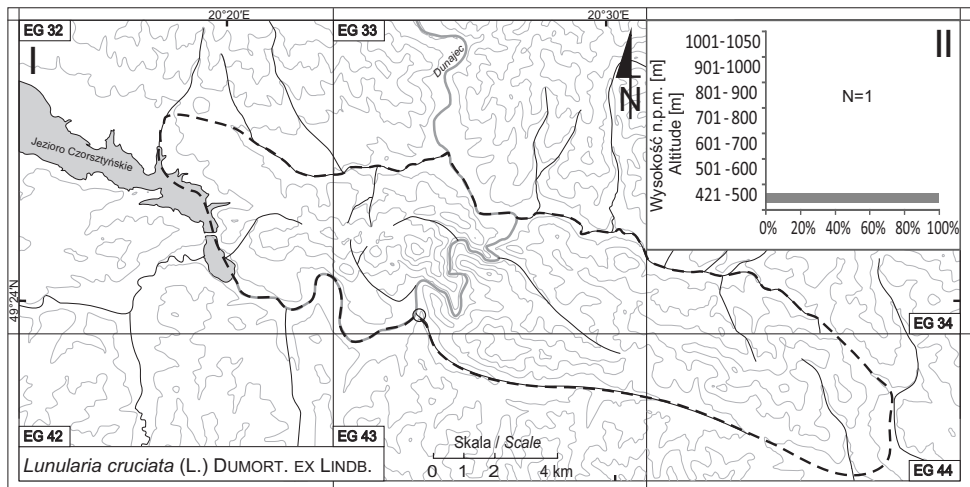 20°20'E
20°30'E
EG 32
EG 33
I
II
Dunajec
N
Jezioro Czorsztyńskie
49°24'N
Wysokość n.p.m. [m]
Altitude [m]
1001-1050
901-1000
801-900
701-800
601-700
501-600
421-500
N=1
0% 20% 40% 60% 80% 100%
EG 34
EG 42
EG 43
EG 44
Skala / Scale
0 1 2 4 km
Lunularia cruciata (L.) DUMORT. EX LINDB.